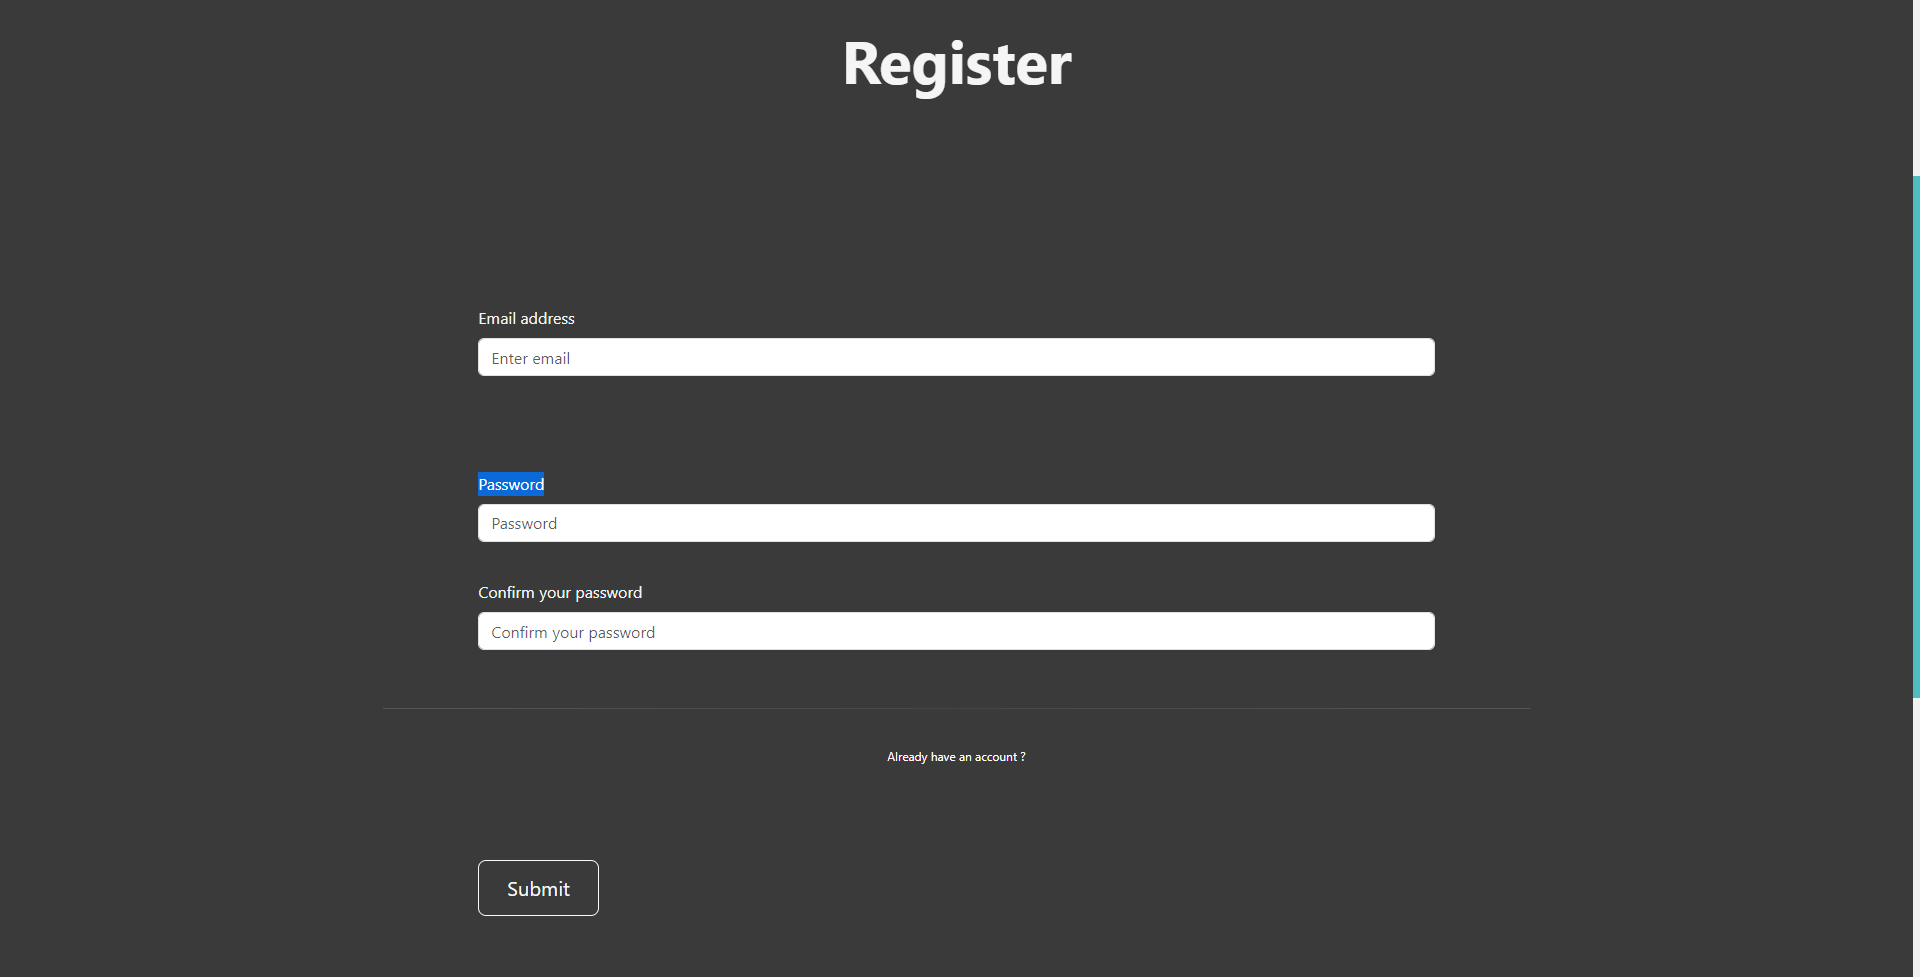 Register
Email address
Enter email
Password
Password
Confirm your password
Confirm your password
Already have an account ?
Submit